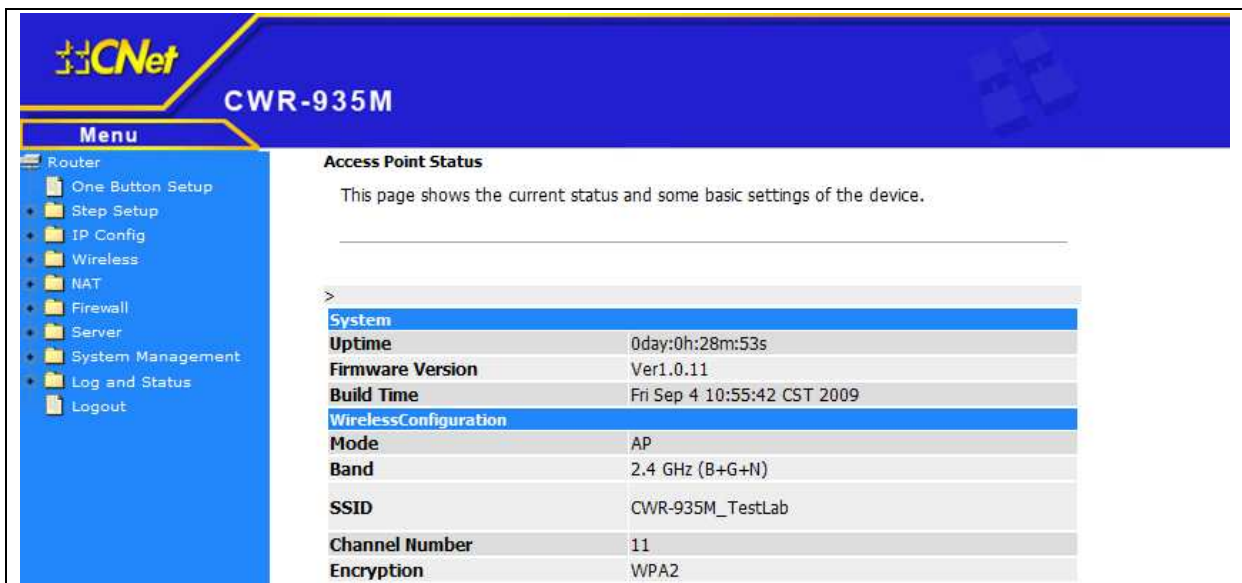 CNet
CWR-935M
Menu
Router
One Button Setup
Step Setup
IP Config
Wireless
NAT
Firewall
Server
System Management
Log and Status
Logout
Access Point Status
This page shows the current status and some basic settings of the device.
>
System
Uptime 0day:0h:28m:53s
Firmware Version Ver1.0.11
Build Time Fri Sep 4 10:55:42 CST 2009
WirelessConfiguration
Mode AP
Band 2.4 GHz (B+G+N)
SSID CWR-935M_TestLab
Channel Number 11
Encryption WPA2